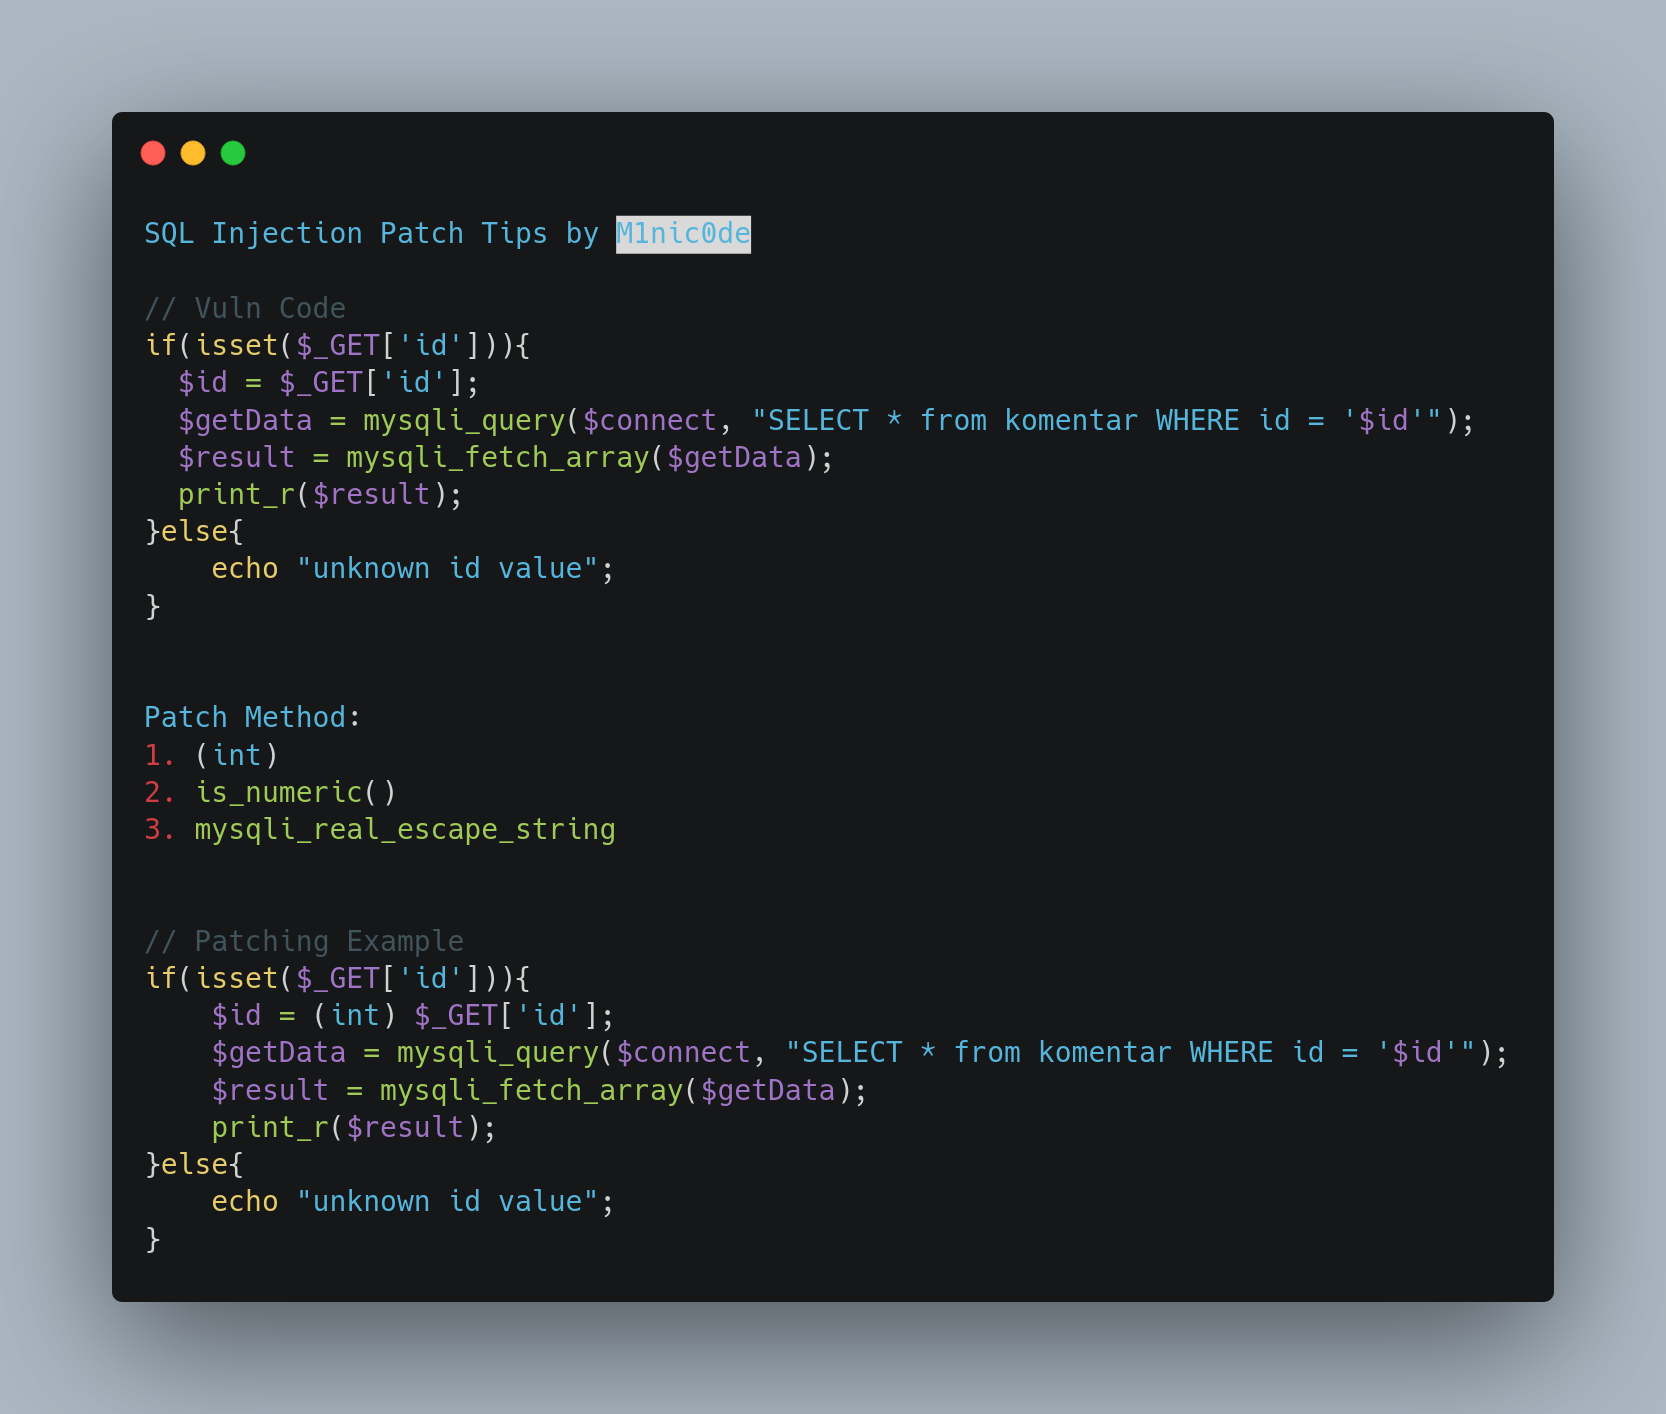 SQL Injection Patch Tips by M1nic0de
// Vuln Code
if(isset($_GET['id'])){
  $id = $_GET['id'];
  $getData = mysqli_query($connect, "SELECT * from komentar WHERE id = '$id'");
  $result = mysqli_fetch_array($getData);
  print_r($result);
}else{
    echo "unknown id value";
}
Patch Method:
1. (int)
2. is_numeric()
3. mysqli_real_escape_string
// Patching Example
if(isset($_GET['id'])){
    $id = (int) $_GET['id'];
    $getData = mysqli_query($connect, "SELECT * from komentar WHERE id = '$id'");
    $result = mysqli_fetch_array($getData);
    print_r($result);
}else{
    echo "unknown id value";
}